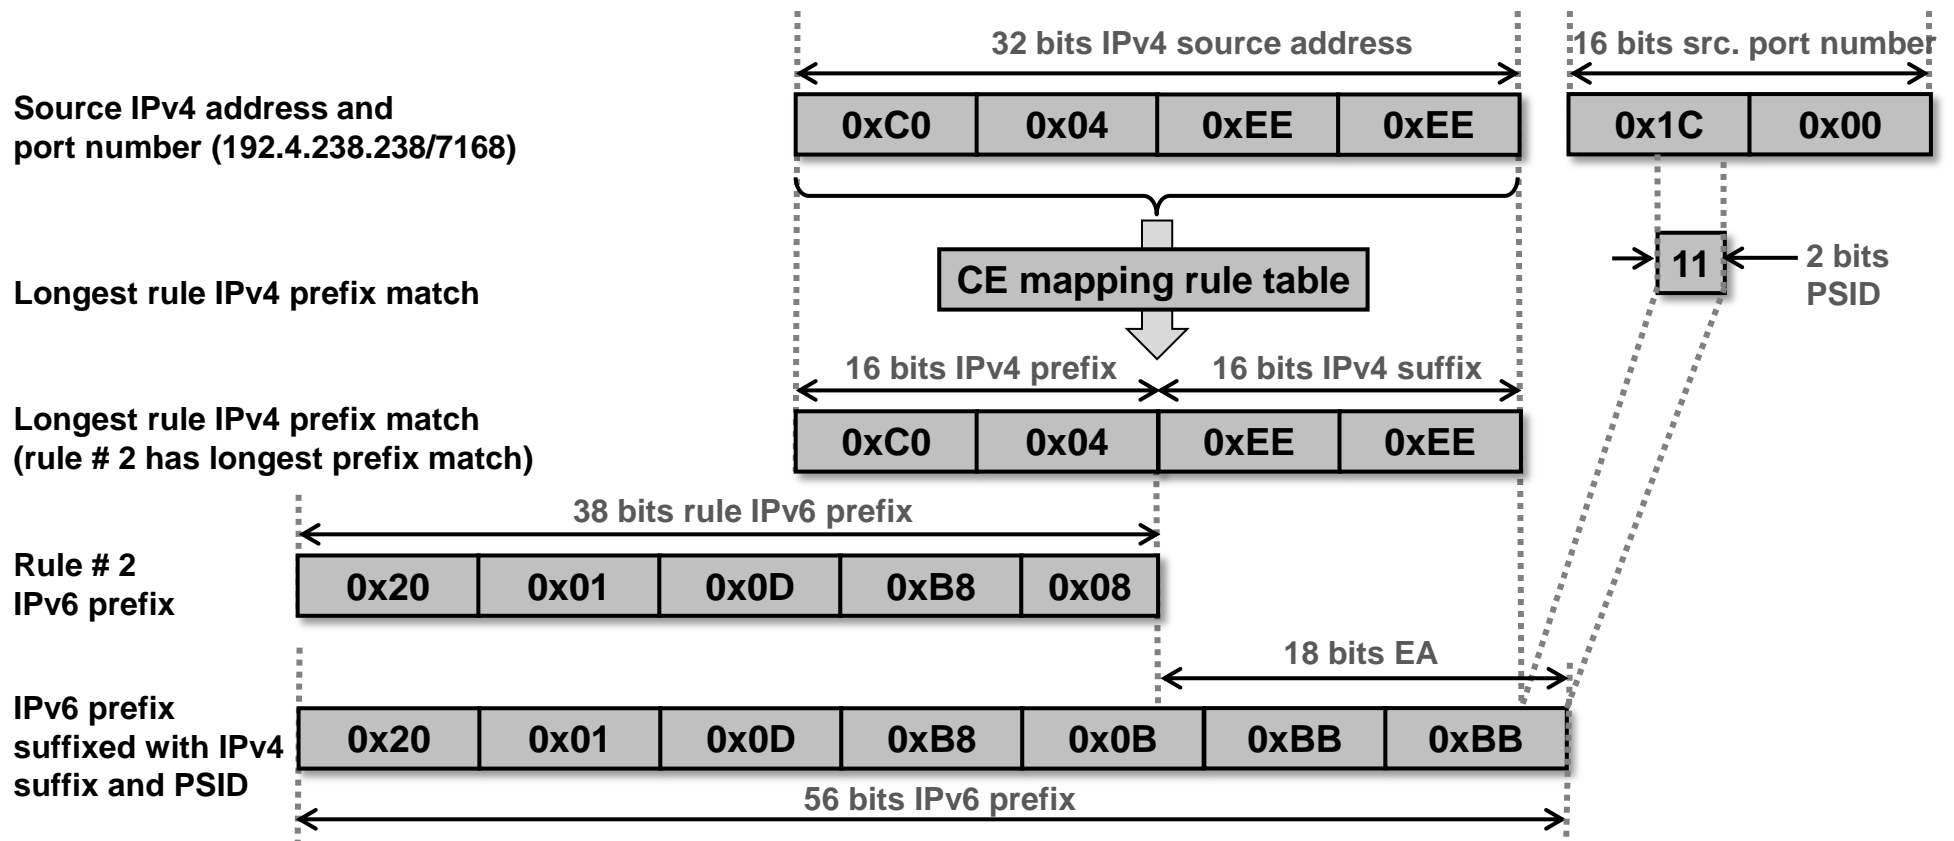 32 bits IPv4 source address
16 bits src. port number
Source IPv4 address and
port number (192.4.238.238/7168)
0xC0 0x04 0xEE 0xEE 0x1C 0x00
CE mapping rule table
11
2 bits
PSID
Longest rule IPv4 prefix match
16 bits IPv4 prefix
16 bits IPv4 suffix
Longest rule IPv4 prefix match
(rule # 2 has longest prefix match)
0xC0 0x04 0xEE 0xEE
38 bits rule IPv6 prefix
Rule # 2
IPv6 prefix
0x20 0x01 0x0D 0xB8 0x08
18 bits EA
IPv6 prefix
suffixed with IPv4
suffix and PSID
0x20 0x01 0x0D 0xB8 0x0B 0xBB 0xBB
56 bits IPv6 prefix